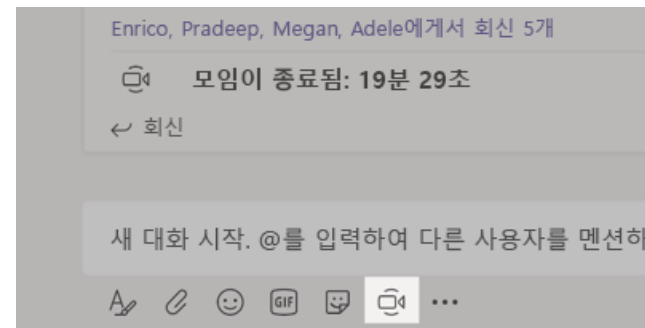 Enrico, Pradeep, Megan, Adele에게서 회신 5개
모임이 종료됨: 19분 29초
회신
새 대화 시작. @를 입력하여 다른 사용자를 멘션하
GIF